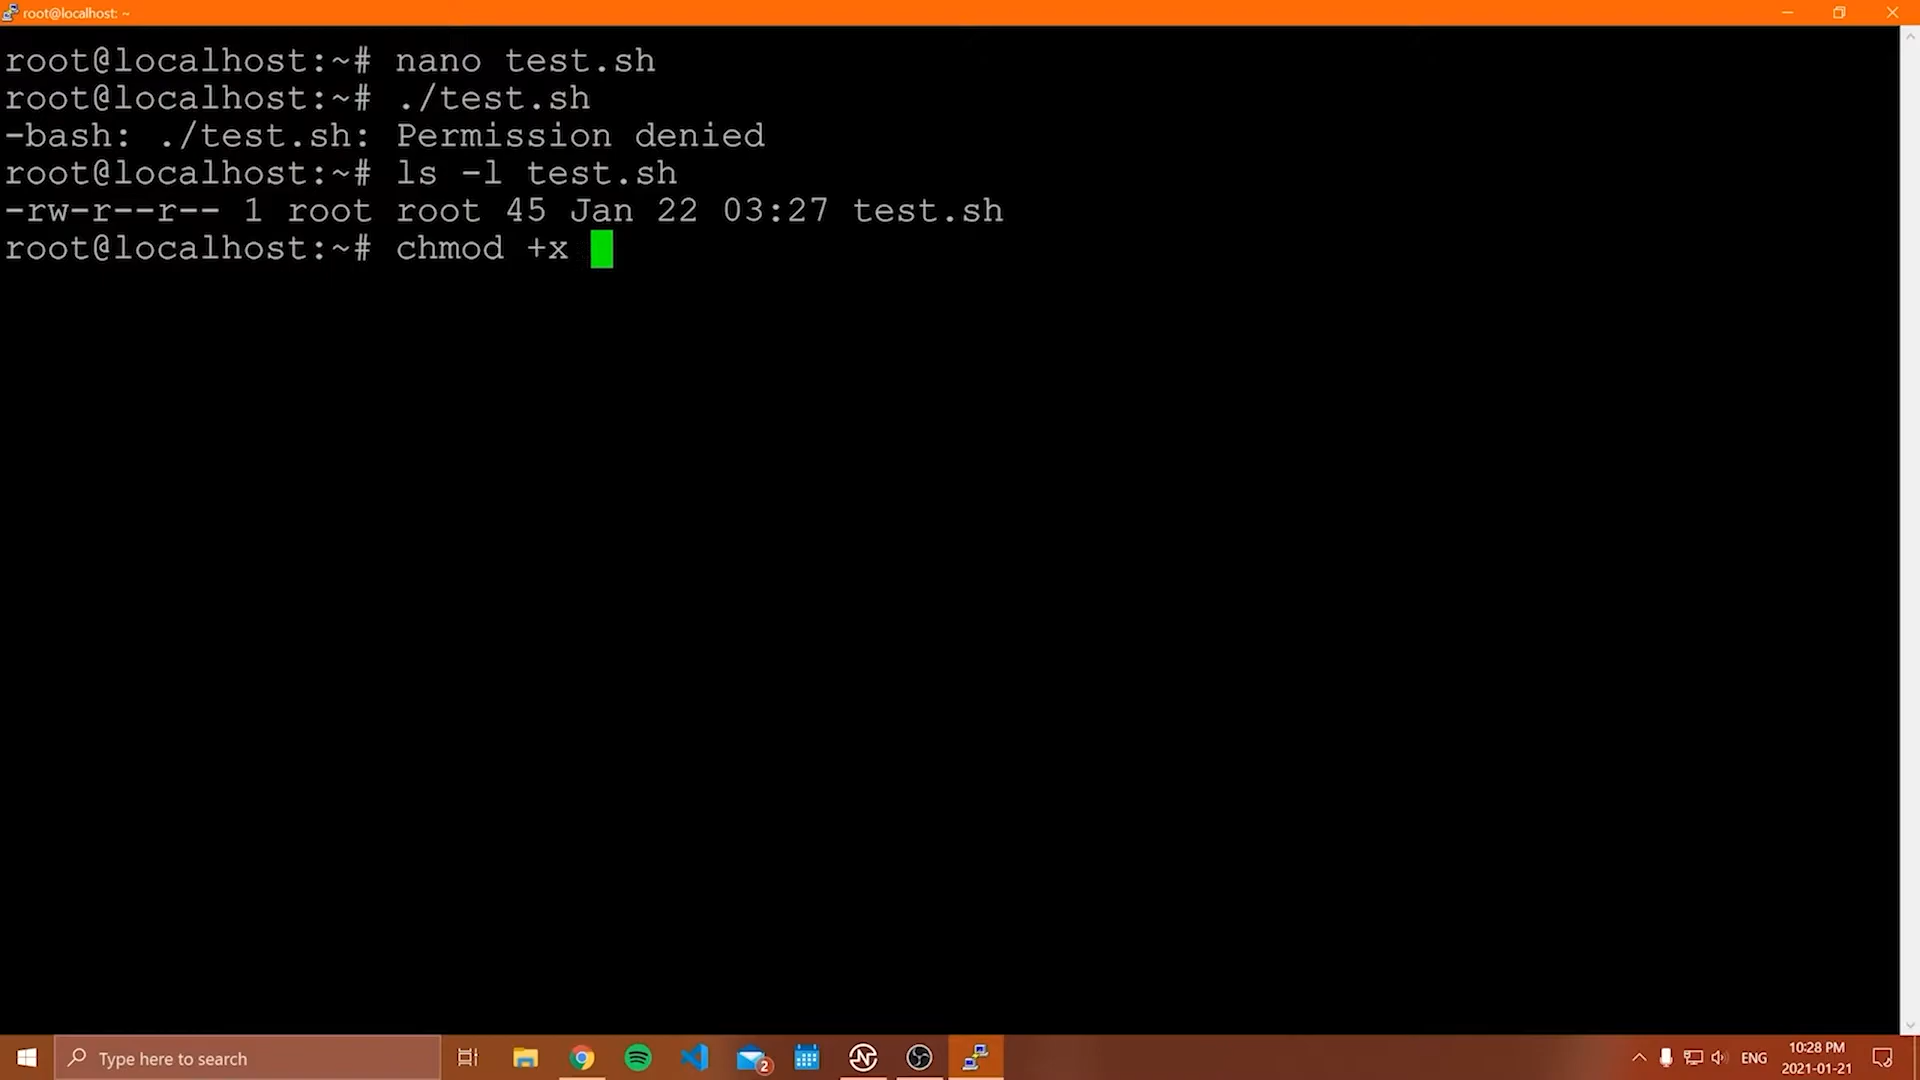 root@localhost: ~
root@localhost:~# nano test.sh
root@localhost:~# ./test.sh
-bash: ./test.sh: Permission denied
root@localhost:~# ls -l test.sh
-rw-r--r-- 1 root root 45 Jan 22 03:27 test.sh
root@localhost:~# chmod +x
Type here to search
2
ENG
10:28 PM
2021-01-21